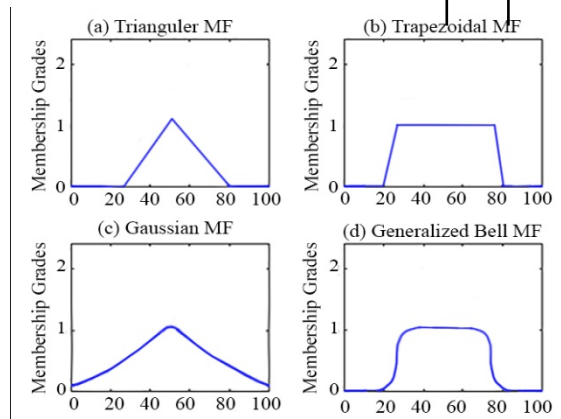 (a) Trianguler MF
(b) Trapezoidal MF
Membership Grades
2
1
0
0 20 40 60 80 100
Membership Grades
2
1
0
0 20 40 60 80 100
(c) Gaussian MF
(d) Generalized Bell MF
Membership Grades
2
1
0
0 20 40 60 80 100
Membership Grades
2
1
0
0 20 40 60 80 100